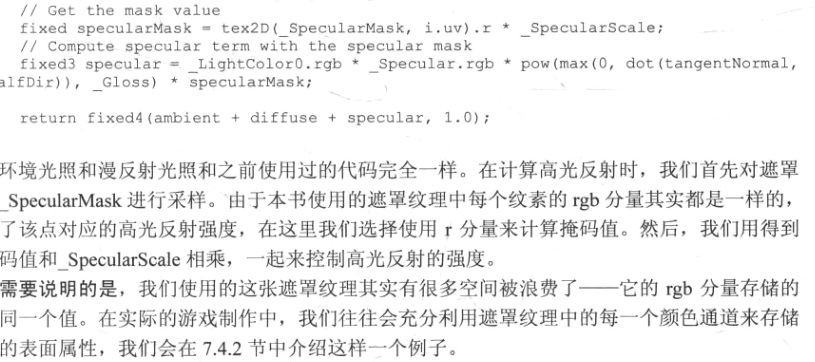 // Get the mask value
fixed specularMask = tex2D(_SpecularMask, i.uv).r * _SpecularScale;
// Compute specular term with the specular mask
fixed3 specular = _LightColor0.rgb * _Specular.rgb * pow(max(0, dot(tangentNormal,
alfDir)), _Gloss) * specularMask;
return fixed4(ambient + diffuse + specular, 1.0);
环境光照和漫反射光照和之前使用过的代码完全一样。在计算高光反射时，我们首先对遮罩
_SpecularMask 进行采样。由于本书使用的遮罩纹理中每个纹素的 rgb 分量其实都是一样的，
了该点对应的高光反射强度，在这里我们选择使用 r 分量来计算掩码值。然后，我们用得到
码值和_SpecularScale 相乘，一起来控制高光反射的强度。
需要说明的是，我们使用的这张遮罩纹理其实有很多空间被浪费了——它的 rgb 分量存储的
同一个值。在实际的游戏制作中，我们往往会充分利用遮罩纹理中的每一个颜色通道来存储
的表面属性，我们会在 7.4.2 节中介绍这样一个例子。